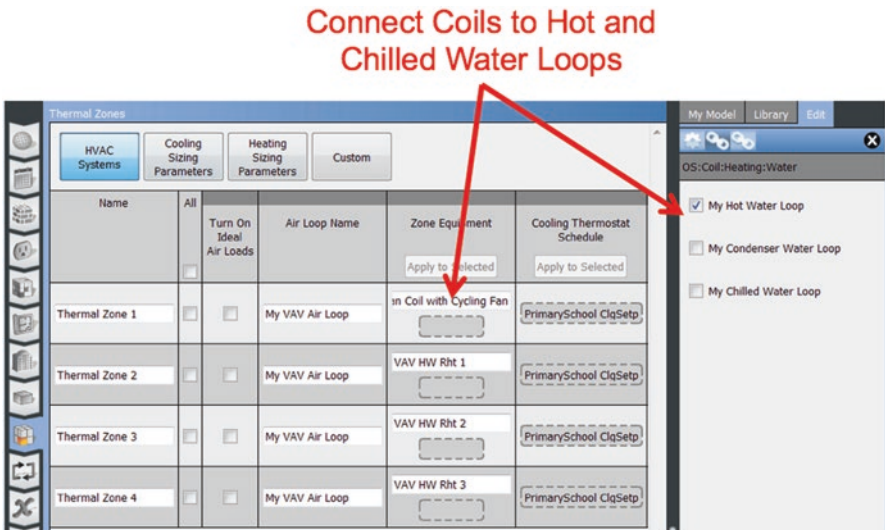 Connect Coils to Hot and
Chilled Water Loops
Thermal Zones
My Model Library Edit
HVAC
Systems
Cooling
Sizing
Parameters
Heating
Sizing
Parameters
Custom
OS:Coil:Heating:Water
Name
All
Turn On
Ideal
Air Loads
Air Loop Name
Zone Equipment
Apply to Selected
Cooling Thermostat
Schedule
Apply to Selected
My Hot Water Loop
My Condenser Water Loop
My Chilled Water Loop
Thermal Zone 1
My VAV Air Loop
n Coil with Cycling Fan
PrimarySchool ClgSetp
Thermal Zone 2
My VAV Air Loop
VAV HW Rht 1
PrimarySchool ClgSetp
Thermal Zone 3
My VAV Air Loop
VAV HW Rht 2
PrimarySchool ClgSetp
Thermal Zone 4
My VAV Air Loop
VAV HW Rht 3
PrimarySchool ClgSetp